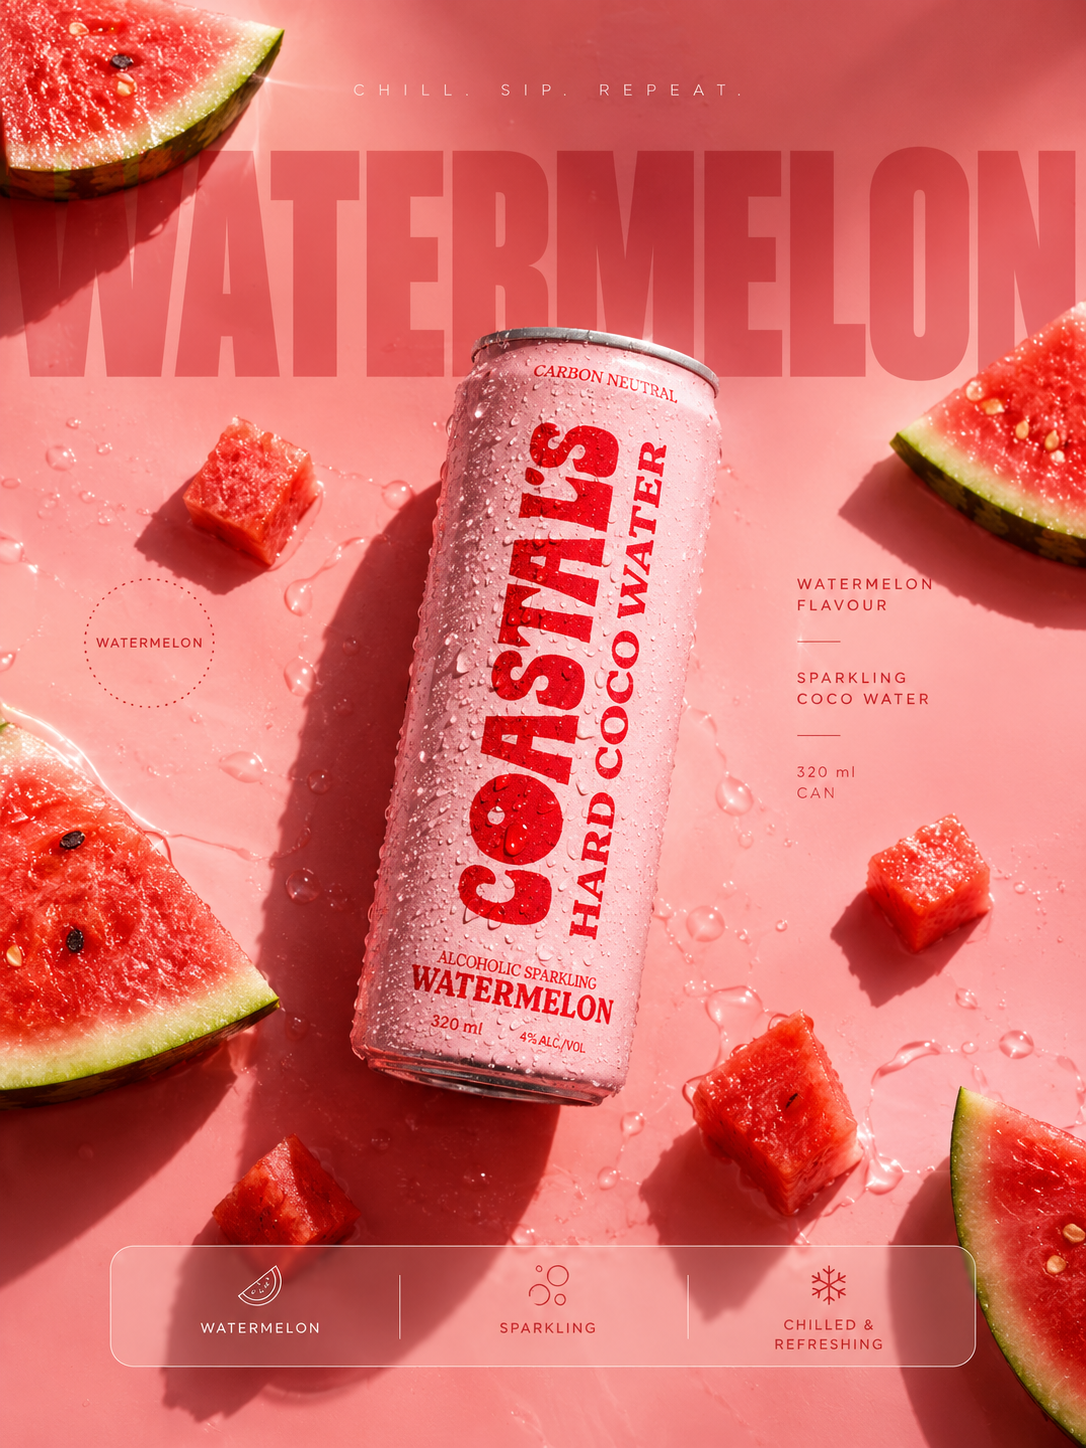 CHILL. SIP. REPEAT.
WATERMELON
CARBON NEUTRAL
COASTAL'S
HARD COCO WATER
ALCOHOLIC SPARKLING
WATERMELON
320 ml 4% ALC./VOL.
WATERMELON
WATERMELON
FLAVOUR
SPARKLING
COCO WATER
320 ml
CAN
WATERMELON
SPARKLING
CHILLED &
REFRESHING